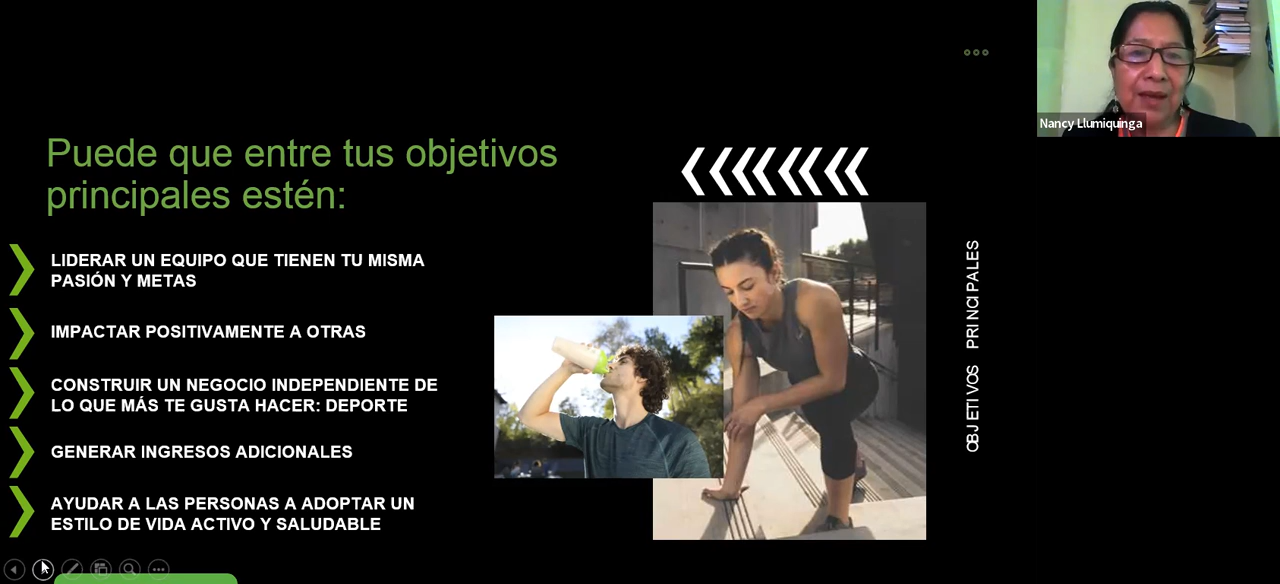 Puede que entre tus objetivos
principales estén:
LIDERAR UN EQUIPO QUE TIENEN TU MISMA
PASIÓN Y METAS
IMPACTAR POSITIVAMENTE A OTRAS
CONSTRUIR UN NEGOCIO INDEPENDIENTE DE
LO QUE MÁS TE GUSTA HACER: DEPORTE
GENERAR INGRESOS ADICIONALES
AYUDAR A LAS PERSONAS A ADOPTAR UN
ESTILO DE VIDA ACTIVO Y SALUDABLE
OBJETIVOS PRINCIPALES
Nancy Llumiquinga